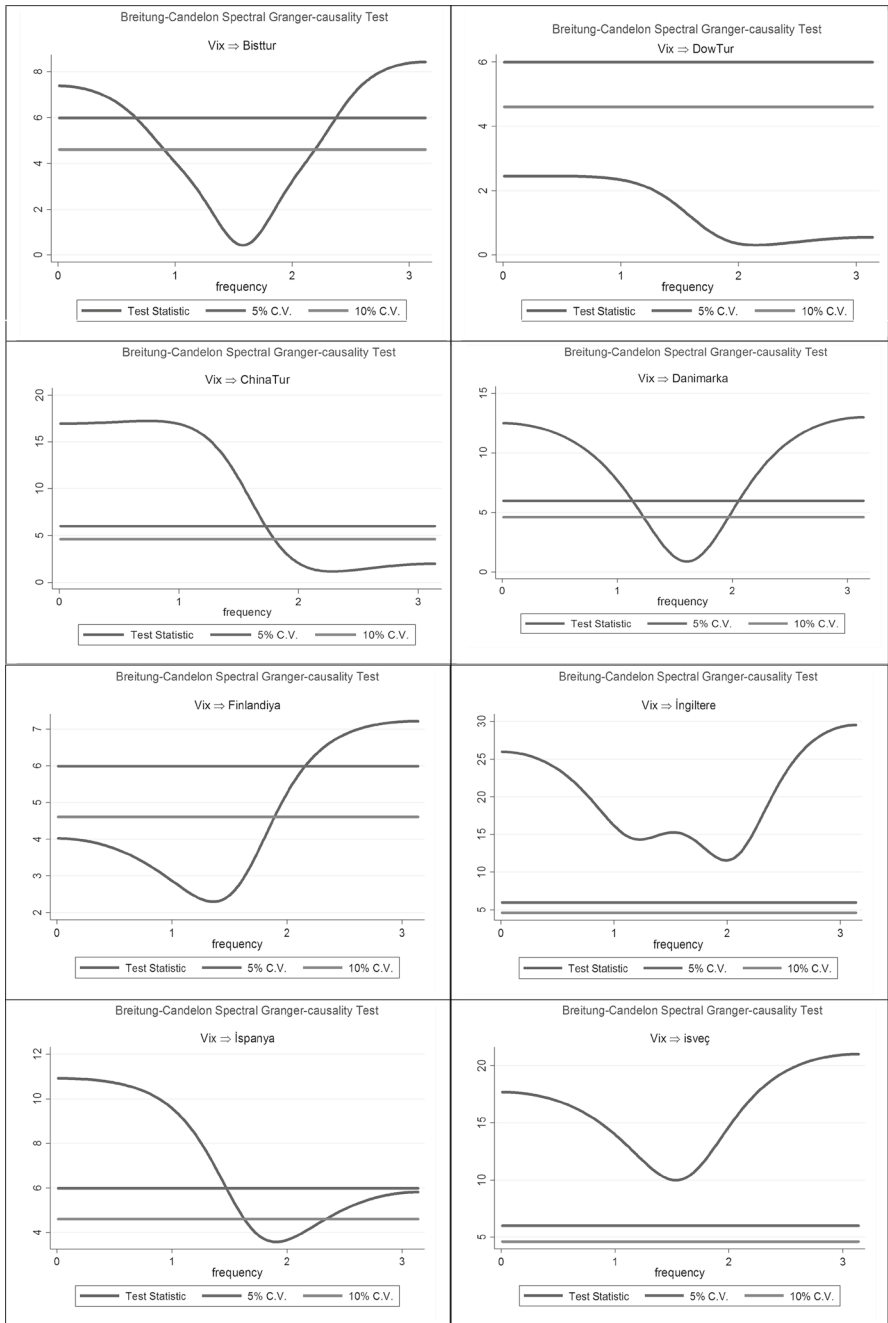 Breitung-Candelon Spectral Granger-causality Test
Vix ⇒ Bisttur
8
6
4
2
0
0 1 2 3
frequency
Test Statistic 5% C.V. 10% C.V.
Breitung-Candelon Spectral Granger-causality Test
Vix ⇒ DowTur
6
4
2
0
0 1 2 3
frequency
Test Statistic 5% C.V. 10% C.V.
Breitung-Candelon Spectral Granger-causality Test
Vix ⇒ ChinaTur
20
15
10
5
0
0 1 2 3
frequency
Test Statistic 5% C.V. 10% C.V.
Breitung-Candelon Spectral Granger-causality Test
Vix ⇒ Danimarka
15
10
5
0
0 1 2 3
frequency
Test Statistic 5% C.V. 10% C.V.
Breitung-Candelon Spectral Granger-causality Test
Vix ⇒ Finlandiya
7
6
5
4
3
2
0 1 2 3
frequency
Test Statistic 5% C.V. 10% C.V.
Breitung-Candelon Spectral Granger-causality Test
Vix ⇒ İngiltere
30
25
20
15
10
5
0 1 2 3
frequency
Test Statistic 5% C.V. 10% C.V.
Breitung-Candelon Spectral Granger-causality Test
Vix ⇒ İspanya
12
10
8
6
4
0 1 2 3
frequency
Test Statistic 5% C.V. 10% C.V.
Breitung-Candelon Spectral Granger-causality Test
Vix ⇒ isveç
20
15
10
5
0 1 2 3
frequency
Test Statistic 5% C.V. 10% C.V.